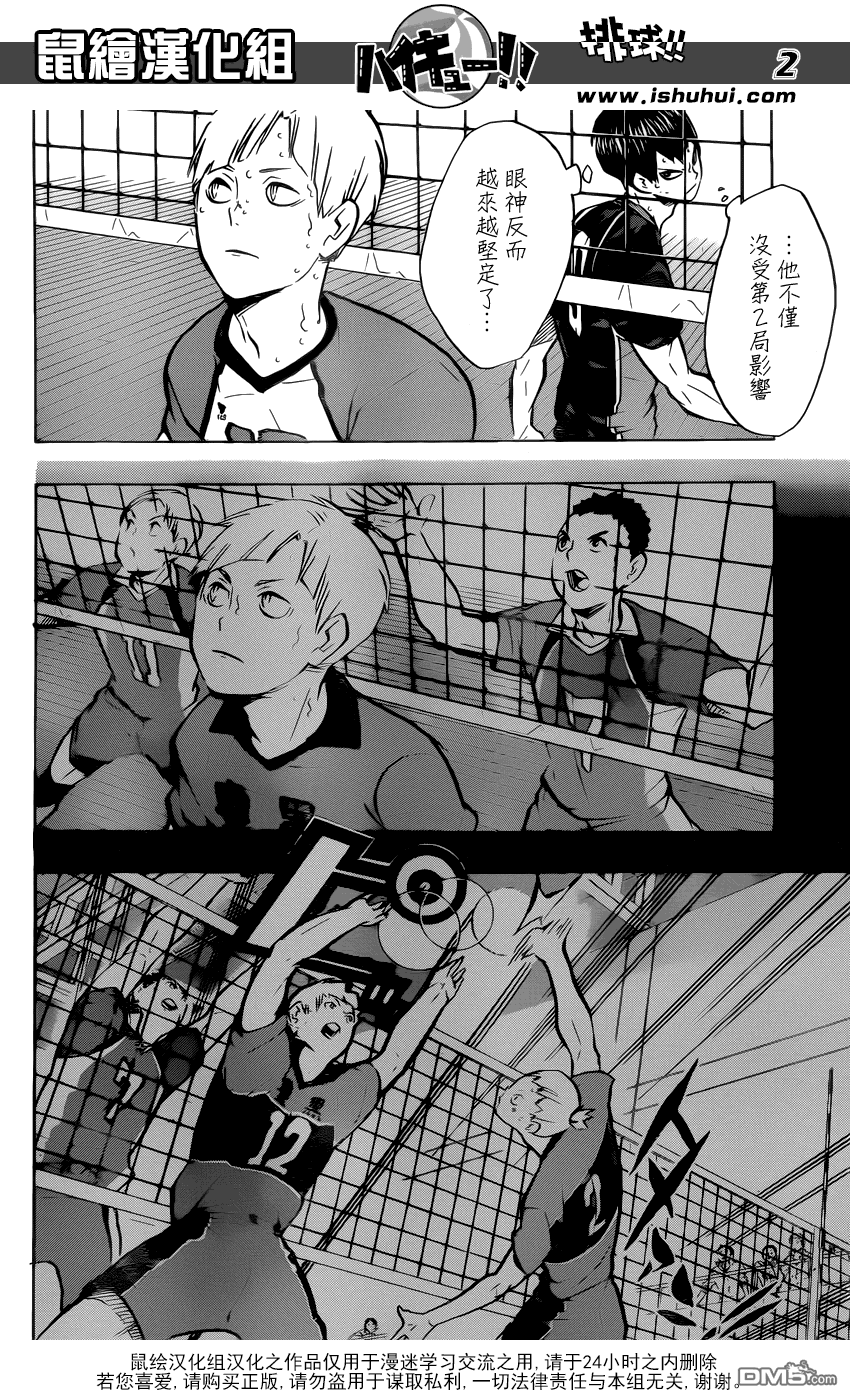 鼠繪漢化組
ハイキュー!!
排球!!
2
www.ishuhui.com
…他不僅
沒受第2局影響
眼神反而
越來越堅定了…
7
12
2
鼠绘汉化组汉化之作品仅用于漫迷学习交流之用, 请于24小时之内删除
若您喜爱, 请购买正版, 请勿盗用于谋取私利, 一切法律责任与本组无关, 谢谢。
DM5.com